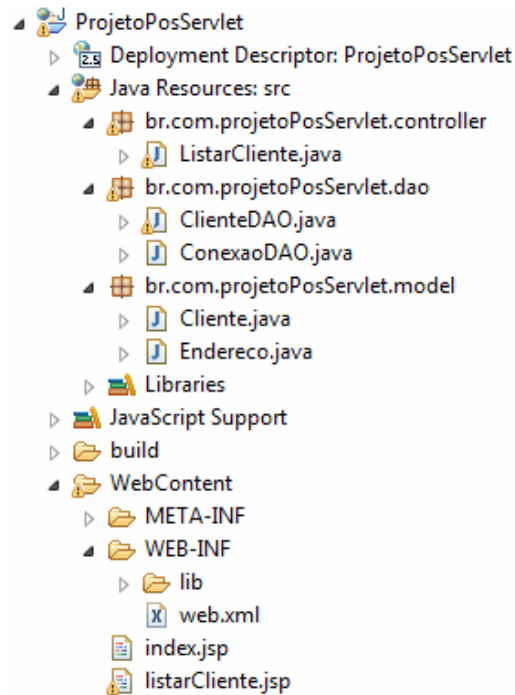 ProjetoPosServlet
2.5 Deployment Descriptor: ProjetoPosServlet
Java Resources: src
br.com.projetoPosServlet.controller
J ListarCliente.java
br.com.projetoPosServlet.dao
J ClienteDAO.java
J ConexaoDAO.java
br.com.projetoPosServlet.model
J Cliente.java
J Endereco.java
Libraries
JavaScript Support
build
WebContent
META-INF
WEB-INF
lib
X web.xml
index.jsp
listarCliente.jsp